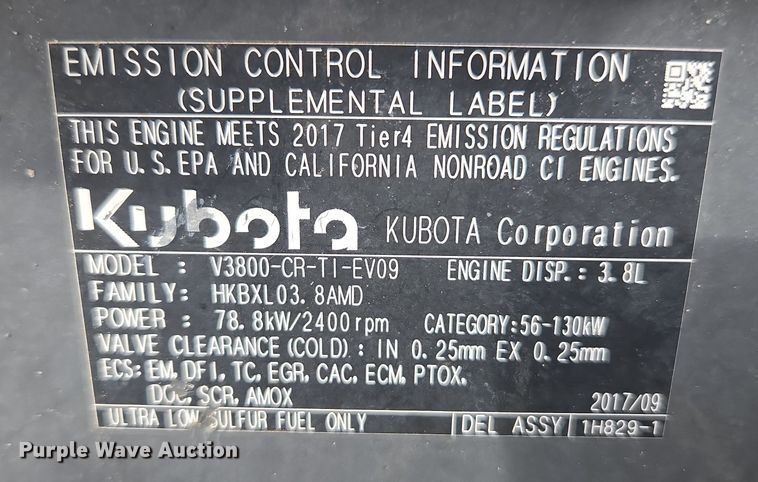 EMISSION CONTROL INFORMATION
(SUPPLEMENTAL LABEL)
THIS ENGINE MEETS 2017 Tier4 EMISSION REGULATIONS
FOR U.S.EPA AND CALIFORNIA NONROAD CI ENGINES.
Kubota KUBOTA Corporation
MODEL : V3800-CR-TI-EV09 ENGINE DISP.: 3.8L
FAMILY: HKBXL03.8AMD
POWER : 78.8kW/2400rpm CATEGORY:56-130kW
VALVE CLEARANCE(COLD): IN 0.25mm EX 0.25mm
ECS: EM, DFI, TC, EGR, CAC, ECM, PTOX,
DOC, SCR, AMOX 2017/09
ULTRA LOW SULFUR FUEL ONLY DEL ASSY 1H829-1
Purple Wave Auction